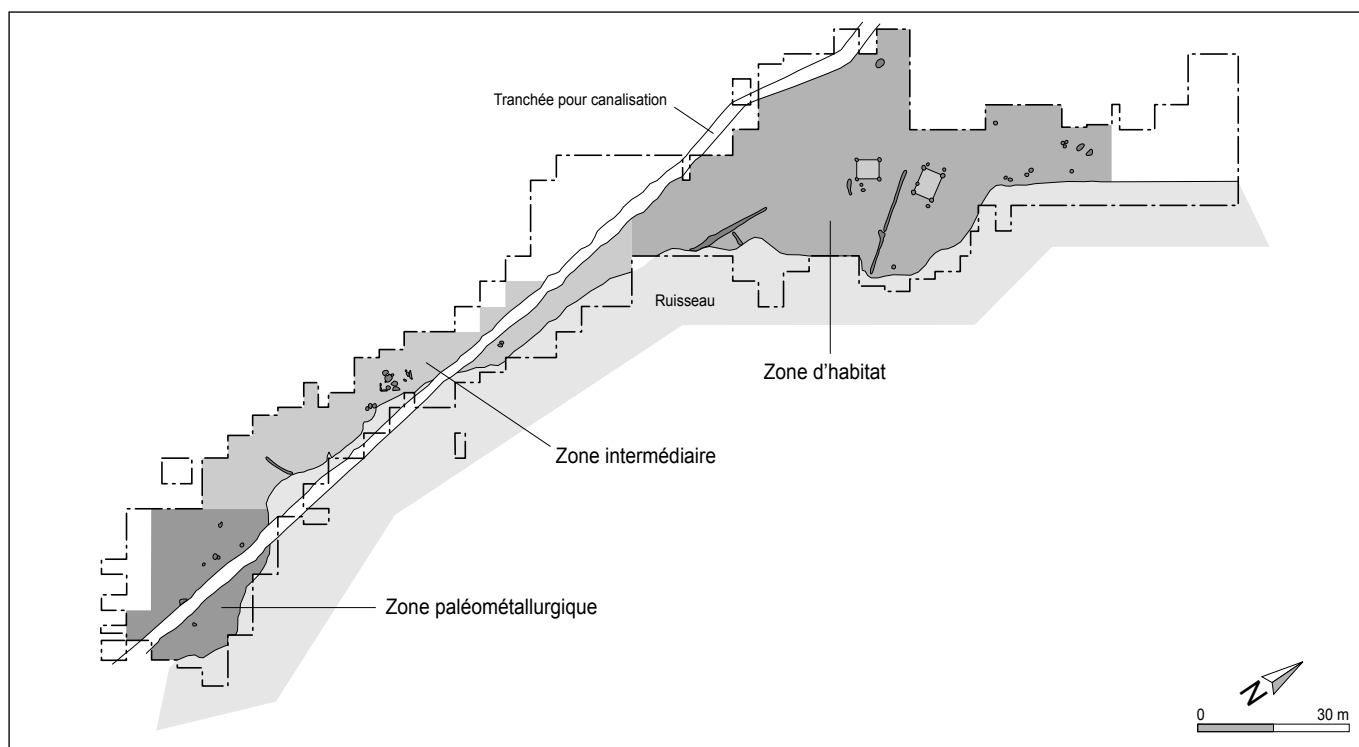 Tranchée pour canalisation
Ruisseau
Zone d'habitat
Zone intermédiaire
Zone paléométallurgique
N
0 30 m